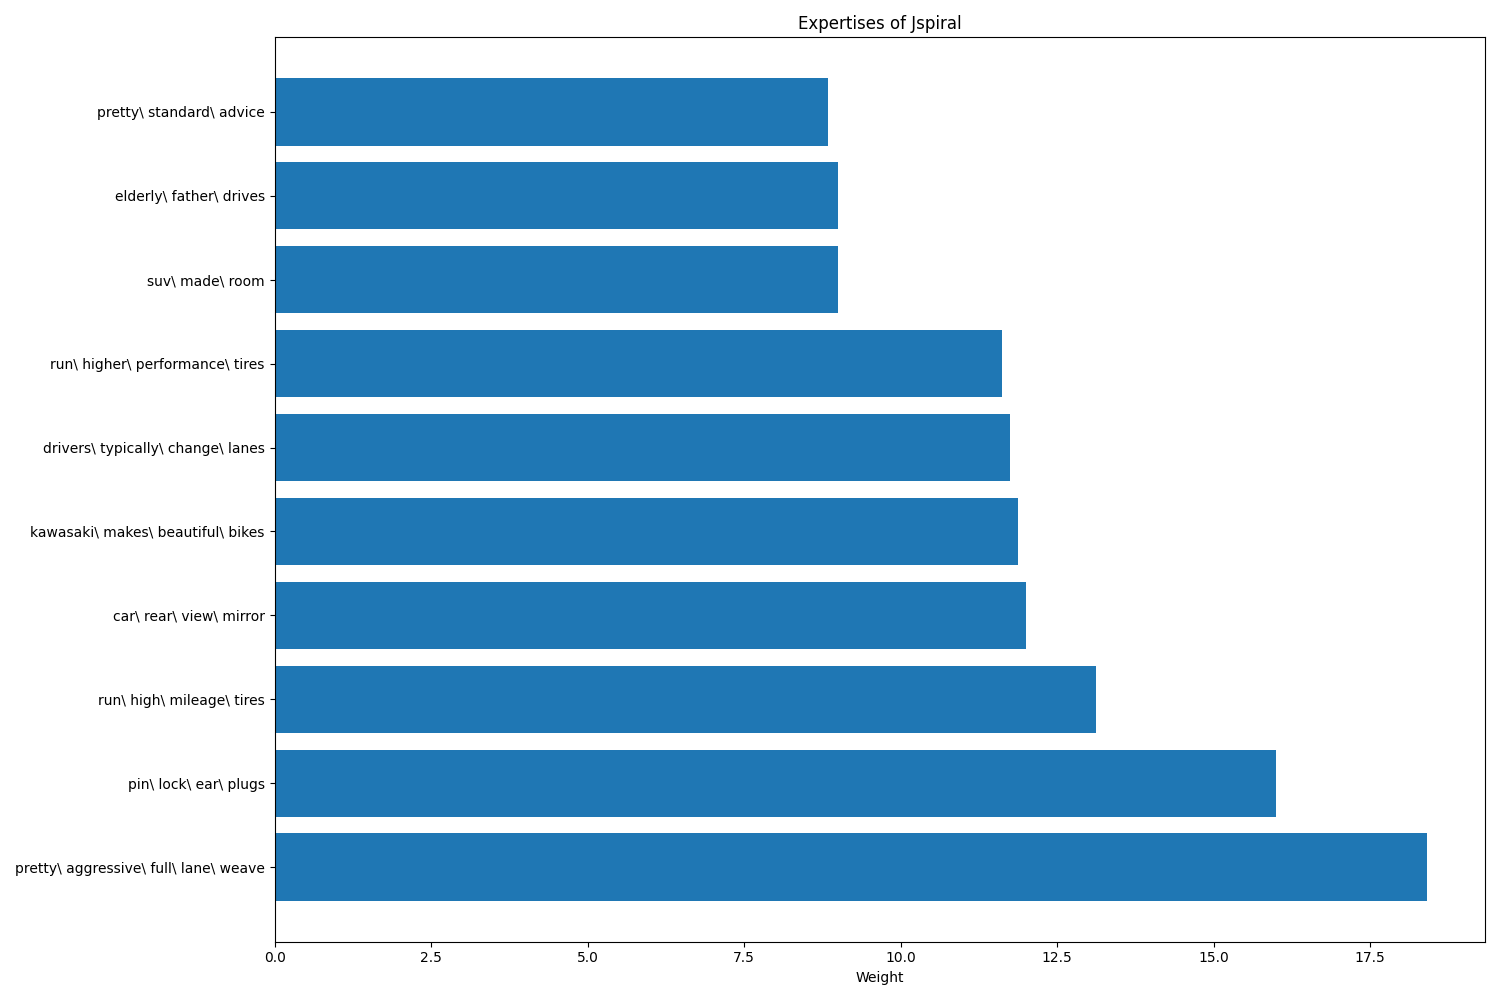 Expertises of Jspiral
pretty\ standard\ advice
elderly\ father\ drives
suv\ made\ room
run\ higher\ performance\ tires
drivers\ typically\ change\ lanes
kawasaki\ makes\ beautiful\ bikes
car\ rear\ view\ mirror
run\ high\ mileage\ tires
pin\ lock\ ear\ plugs
pretty\ aggressive\ full\ lane\ weave
0.0 2.5 5.0 7.5 10.0 12.5 15.0 17.5
Weight